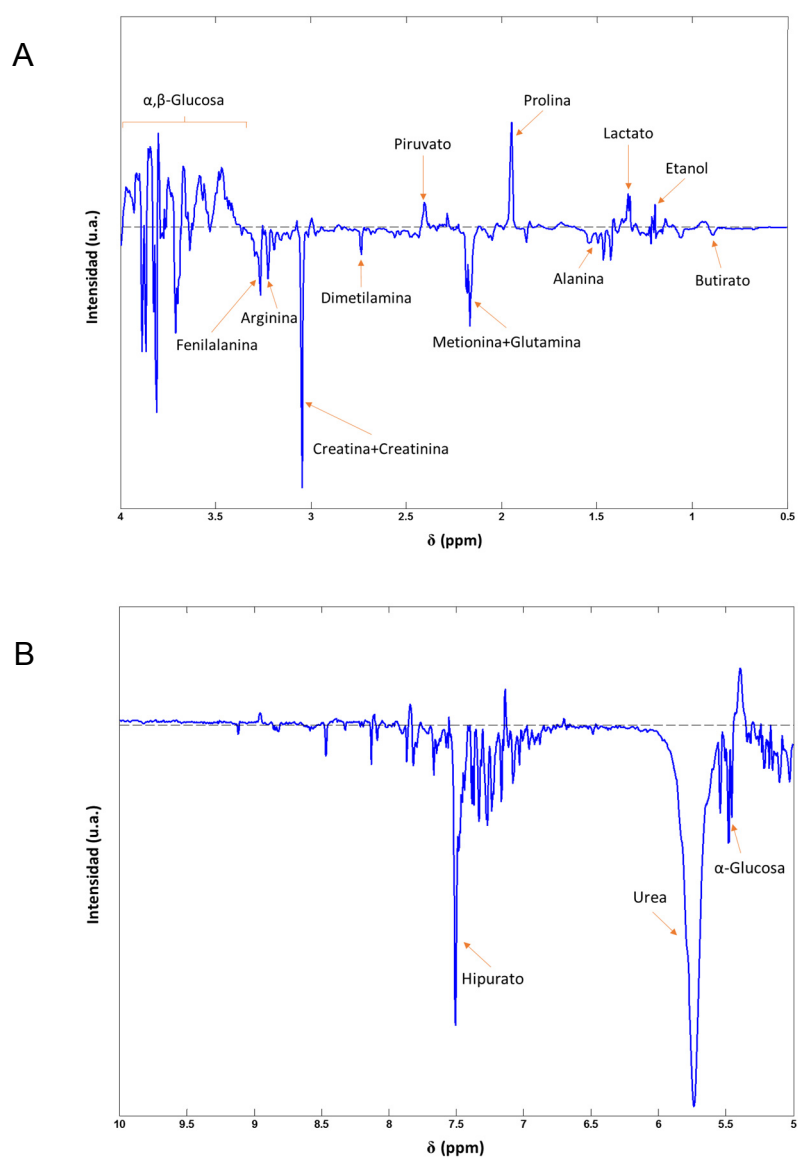 A
α,β-Glucosa
Prolina
Piruvato
Lactato
Etanol
Intensidad (u.a.)
Dimetilamina
Alanina
Butirato
Arginina
Fenilalanina
Metionina+Glutamina
Creatina+Creatinina
4 3.5 3 2.5 2 1.5 1 0.5
δ (ppm)
B
Intensidad (u.a.)
α-Glucosa
Urea
Hipurato
10 9.5 9 8.5 8 7.5 7 6.5 6 5.5 5
δ (ppm)